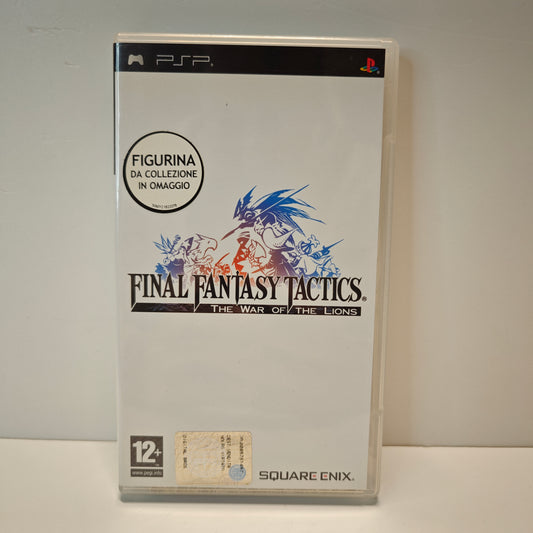 PSP
FIGURINA
DA COLLEZIONE
IN OMAGGIO
FINAL FANTASY TACTICS®
THE WAR OF THE LIONS
12+
www.pegi.info
SQUARE ENIX.